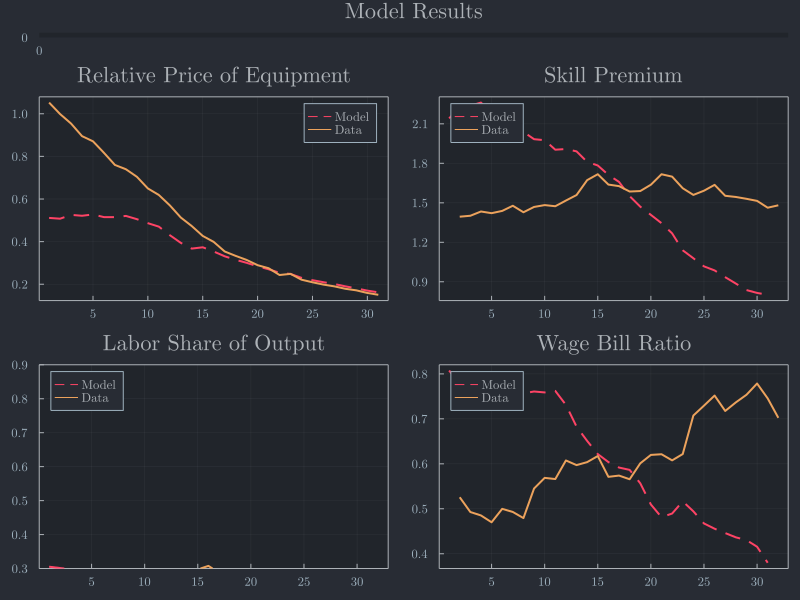 Model Results
0
0
Relative Price of Equipment
1.0
0.8
0.6
0.4
0.2
5 10 15 20 25 30
Model
Data
Skill Premium
2.1
1.8
1.5
1.2
0.9
5 10 15 20 25 30
Model
Data
Labor Share of Output
0.9
0.8
0.7
0.6
0.5
0.4
0.3
5 10 15 20 25 30
Model
Data
Wage Bill Ratio
0.8
0.7
0.6
0.5
0.4
5 10 15 20 25 30
Model
Data